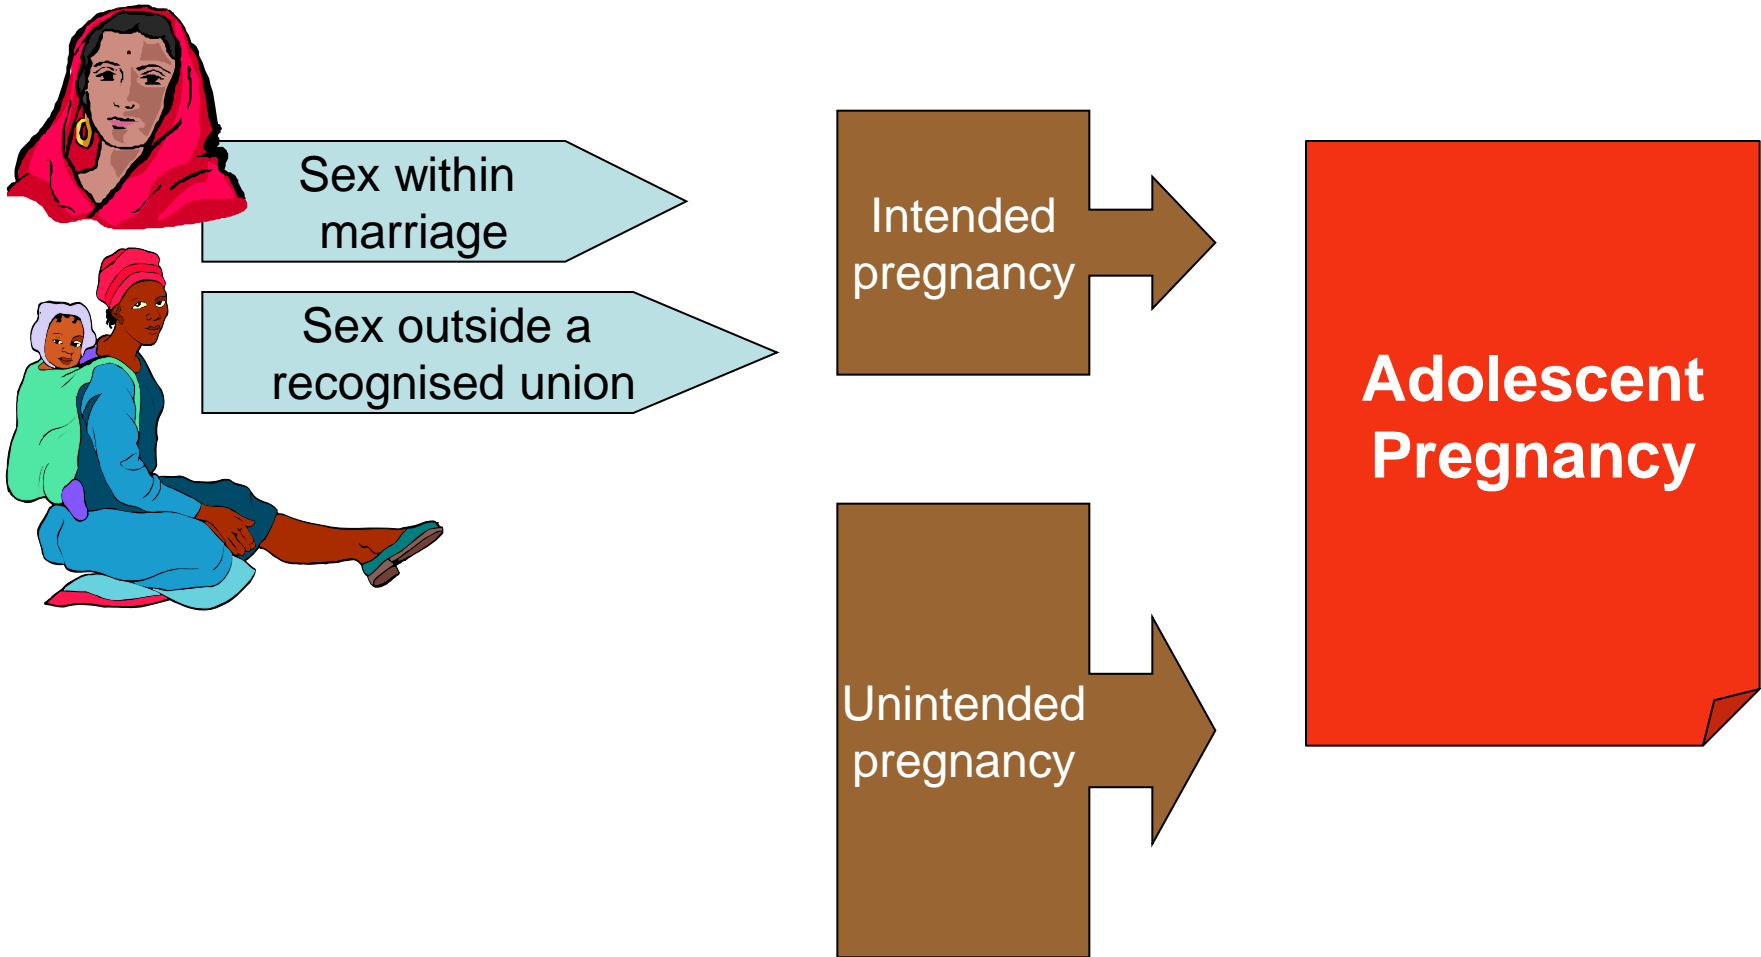 Sex within
marriage
Sex outside a
recognised union
Intended
pregnancy
Unintended
pregnancy
Adolescent
Pregnancy